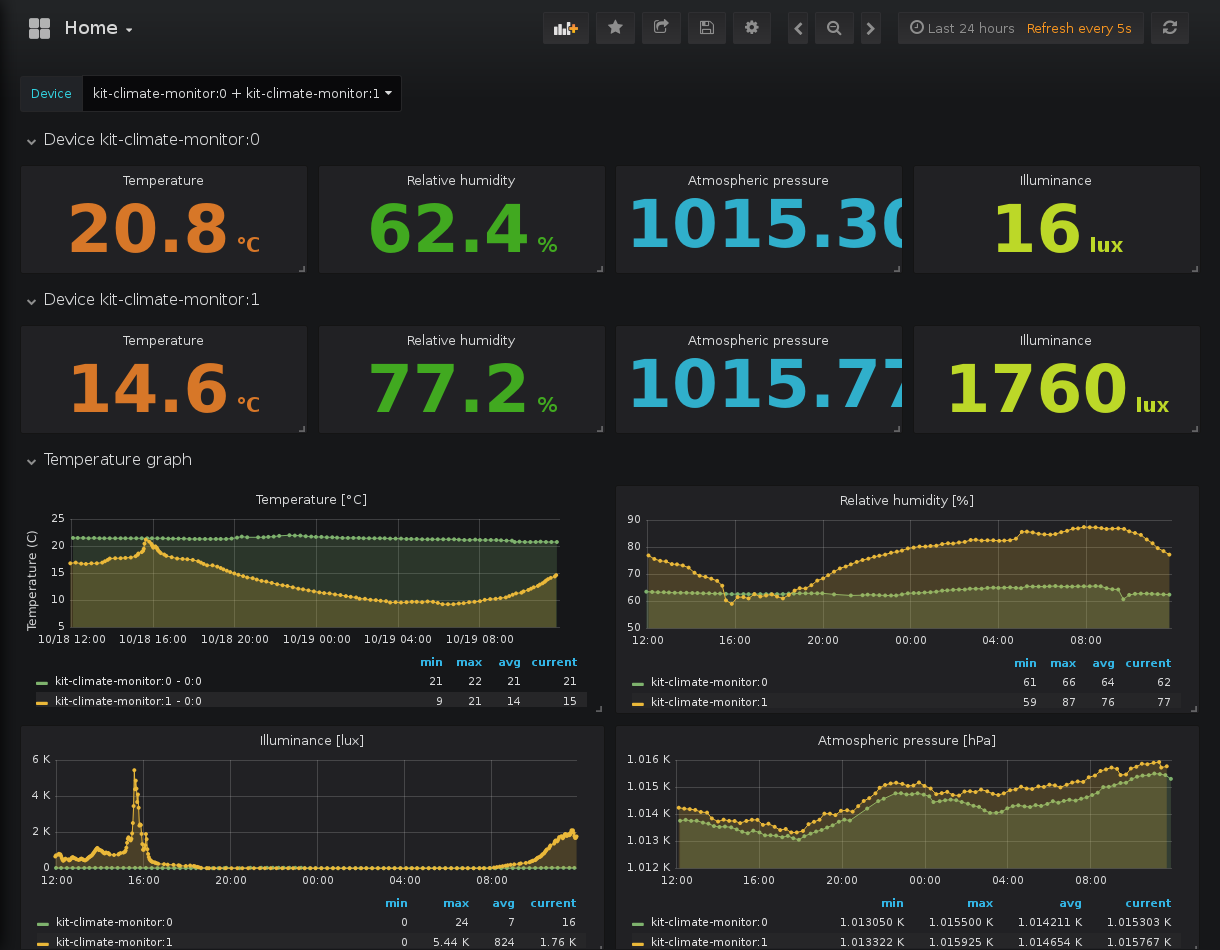 Home
Last 24 hours Refresh every 5s
Device kit-climate-monitor:0 + kit-climate-monitor:1
Device kit-climate-monitor:0
Temperature Relative humidity Atmospheric pressure Illuminance
20.8 °C 62.4 % 1015.30 16 lux
Device kit-climate-monitor:1
Temperature Relative humidity Atmospheric pressure Illuminance
14.6 °C 77.2 % 1015.77 1760 lux
Temperature graph
Temperature [°C]
Temperature (C)
25
20
15
10
5
10/18 12:00 10/18 16:00 10/18 20:00 10/19 00:00 10/19 04:00 10/19 08:00
min max avg current
kit-climate-monitor:0 - 0:0 21 22 21 21
kit-climate-monitor:1 - 0:0 9 21 14 15
Relative humidity [%]
90
80
70
60
50
12:00 16:00 20:00 00:00 04:00 08:00
min max avg current
kit-climate-monitor:0 61 66 64 62
kit-climate-monitor:1 59 87 76 77
Illuminance [lux]
6 K
4 K
2 K
0
12:00 16:00 20:00 00:00 04:00 08:00
min max avg current
kit-climate-monitor:0 0 24 7 16
kit-climate-monitor:1 0 5.44 K 824 1.76 K
Atmospheric pressure [hPa]
1.016 K
1.015 K
1.014 K
1.013 K
1.012 K
12:00 16:00 20:00 00:00 04:00 08:00
min max avg current
kit-climate-monitor:0 1.013050 K 1.015500 K 1.014211 K 1.015303 K
kit-climate-monitor:1 1.013322 K 1.015925 K 1.014654 K 1.015767 K